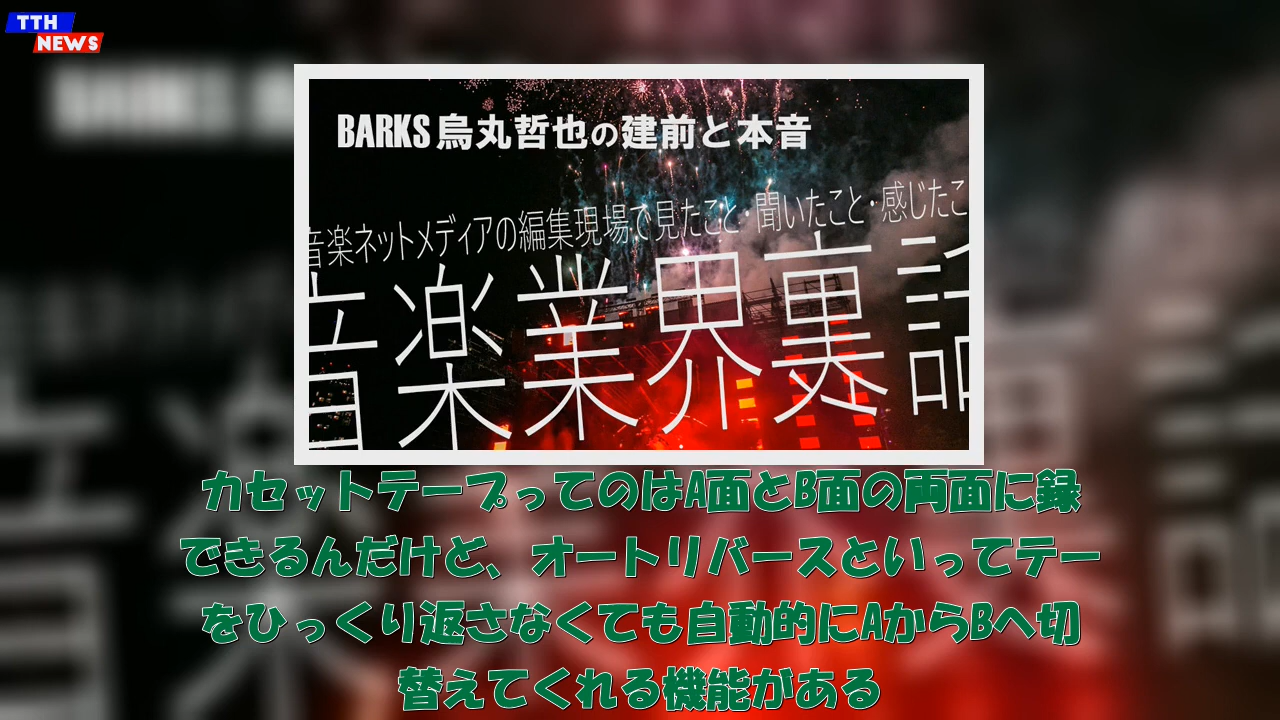 TTH
NEWS
BARKS烏丸哲也の建前と本音
音楽ネットメディアの編集現場で見たこと・聞いたこと・感じたこ
音楽業界裏話
カセットテープってのはA面とB面の両面に録
できるんだけど、オートリバースといってテー
をひっくり返さなくても自動的にAからBへ切
替えてくれる機能がある